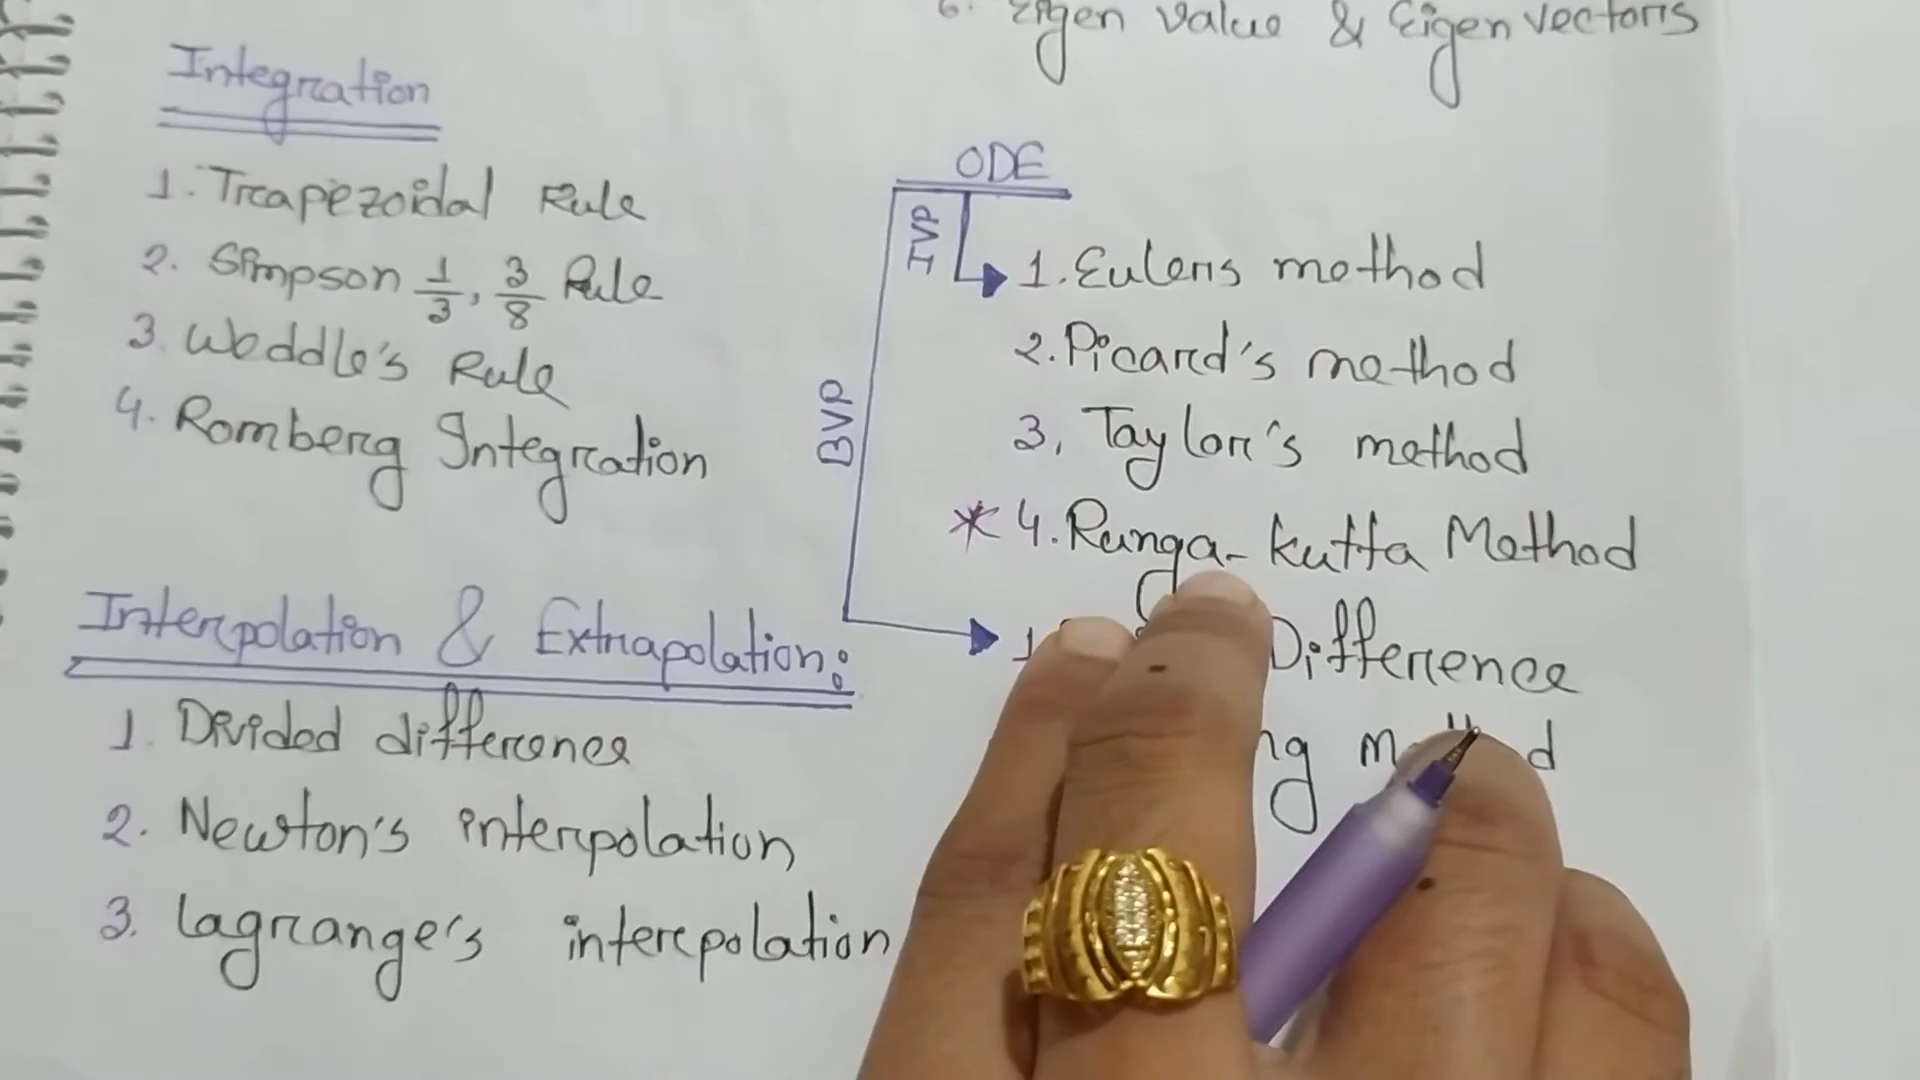 6. Eigen value & Eigen vectors
Integration
1. Trapezoidal Rule
2. Simpson 1/3, 3/8 Rule
3. Weddle's Rule
4. Romberg Integration
Interpolation & Extrapolation:
1. Divided difference
2. Newton's interpolation
3. lagrange's interpolation
ODE
IVP
1. Eulers method
2. Picard's method
3. Taylor's method
* 4. Runga-kutta Method
BVP
1 Difference